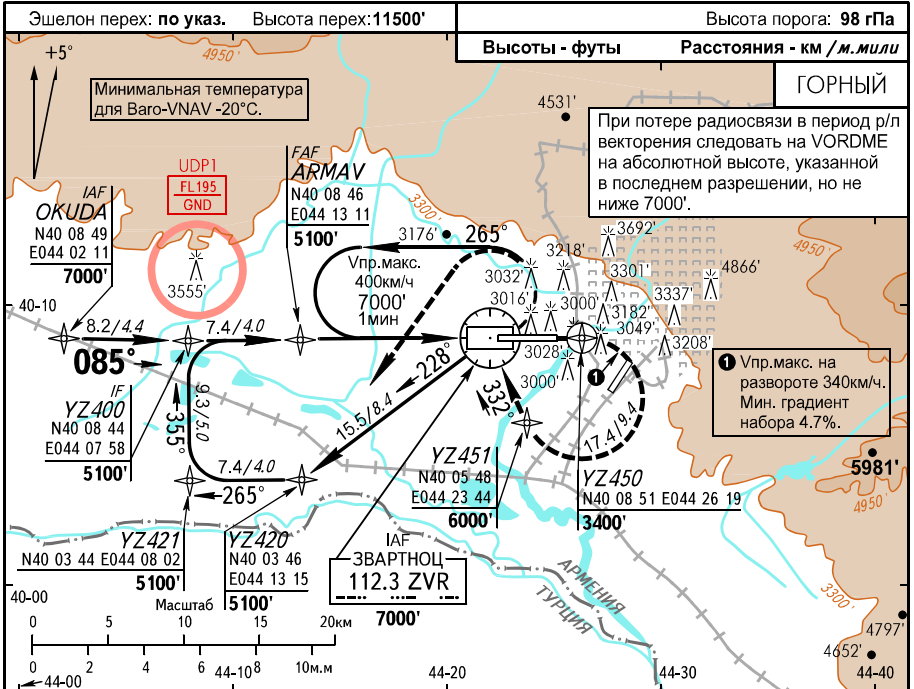 Эшелон перех: по указ. Высота перех:11500'
Высота порога: 98 гПа
Высоты - футы Расстояния - км /м.мили
ГОРНЫЙ
4950'
+5°
Минимальная температура
для Baro-VNAV -20°C.
4531'
При потере радиосвязи в период р/л
векторения следовать на VORDME
на абсолютной высоте, указанной
в последнем разрешении, но не
ниже 7000'.
UDP1
FL195
GND
3555'
FAF
ARMAV
N40 08 46
E044 13 11
5100'
IAF
OKUDA
N40 08 49
E044 02 11
7000'
3300'
3176'
265°
Vпр.макс.
400км/ч
7000'
1мин
3218'
3032'
3016'
3000'
3692'
3301'
3182'
3049'
3337'
3208'
4866'
4950'
3028'
3000'
40-10
8.2/4.4
7.4/4.0
085°
IF
YZ400
N40 08 44
E044 07 58
5100'
9.3/5.0
355°
7.4/4.0
265°
228°
15.5/8.4
332°
17.4/9.4
1
1 Vпр.макс. на
развороте 340км/ч.
Мин. градиент
набора 4.7%.
5981'
4950'
YZ451
N40 05 48
E044 23 44
6000'
YZ450
N40 08 51 E044 26 19
3400'
YZ421
N40 03 44 E044 08 02
5100'
YZ420
N40 03 46
E044 13 15
5100'
IAF
ЗВАРТНОЦ
112.3 ZVR
7000'
АРМЕНИЯ
ТУРЦИЯ
3300'
4797'
4652'
40-00
Масштаб
0 5 10 15 20км
0 2 4 6 8 10м.м
44-00
44-10
44-20
44-30
44-40